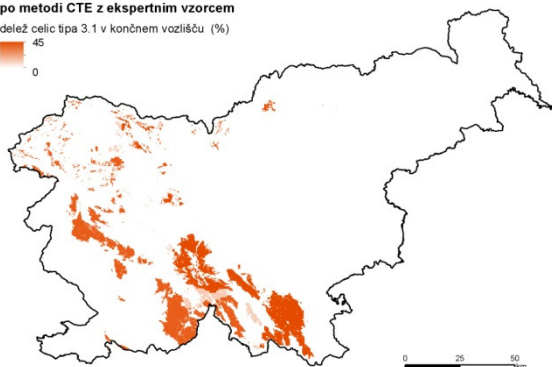 po metodi CTE z ekspertnim vzorcem
delež celic tipa 3.1 v končnem vozlišču (%)
45
0
0 25 50
km